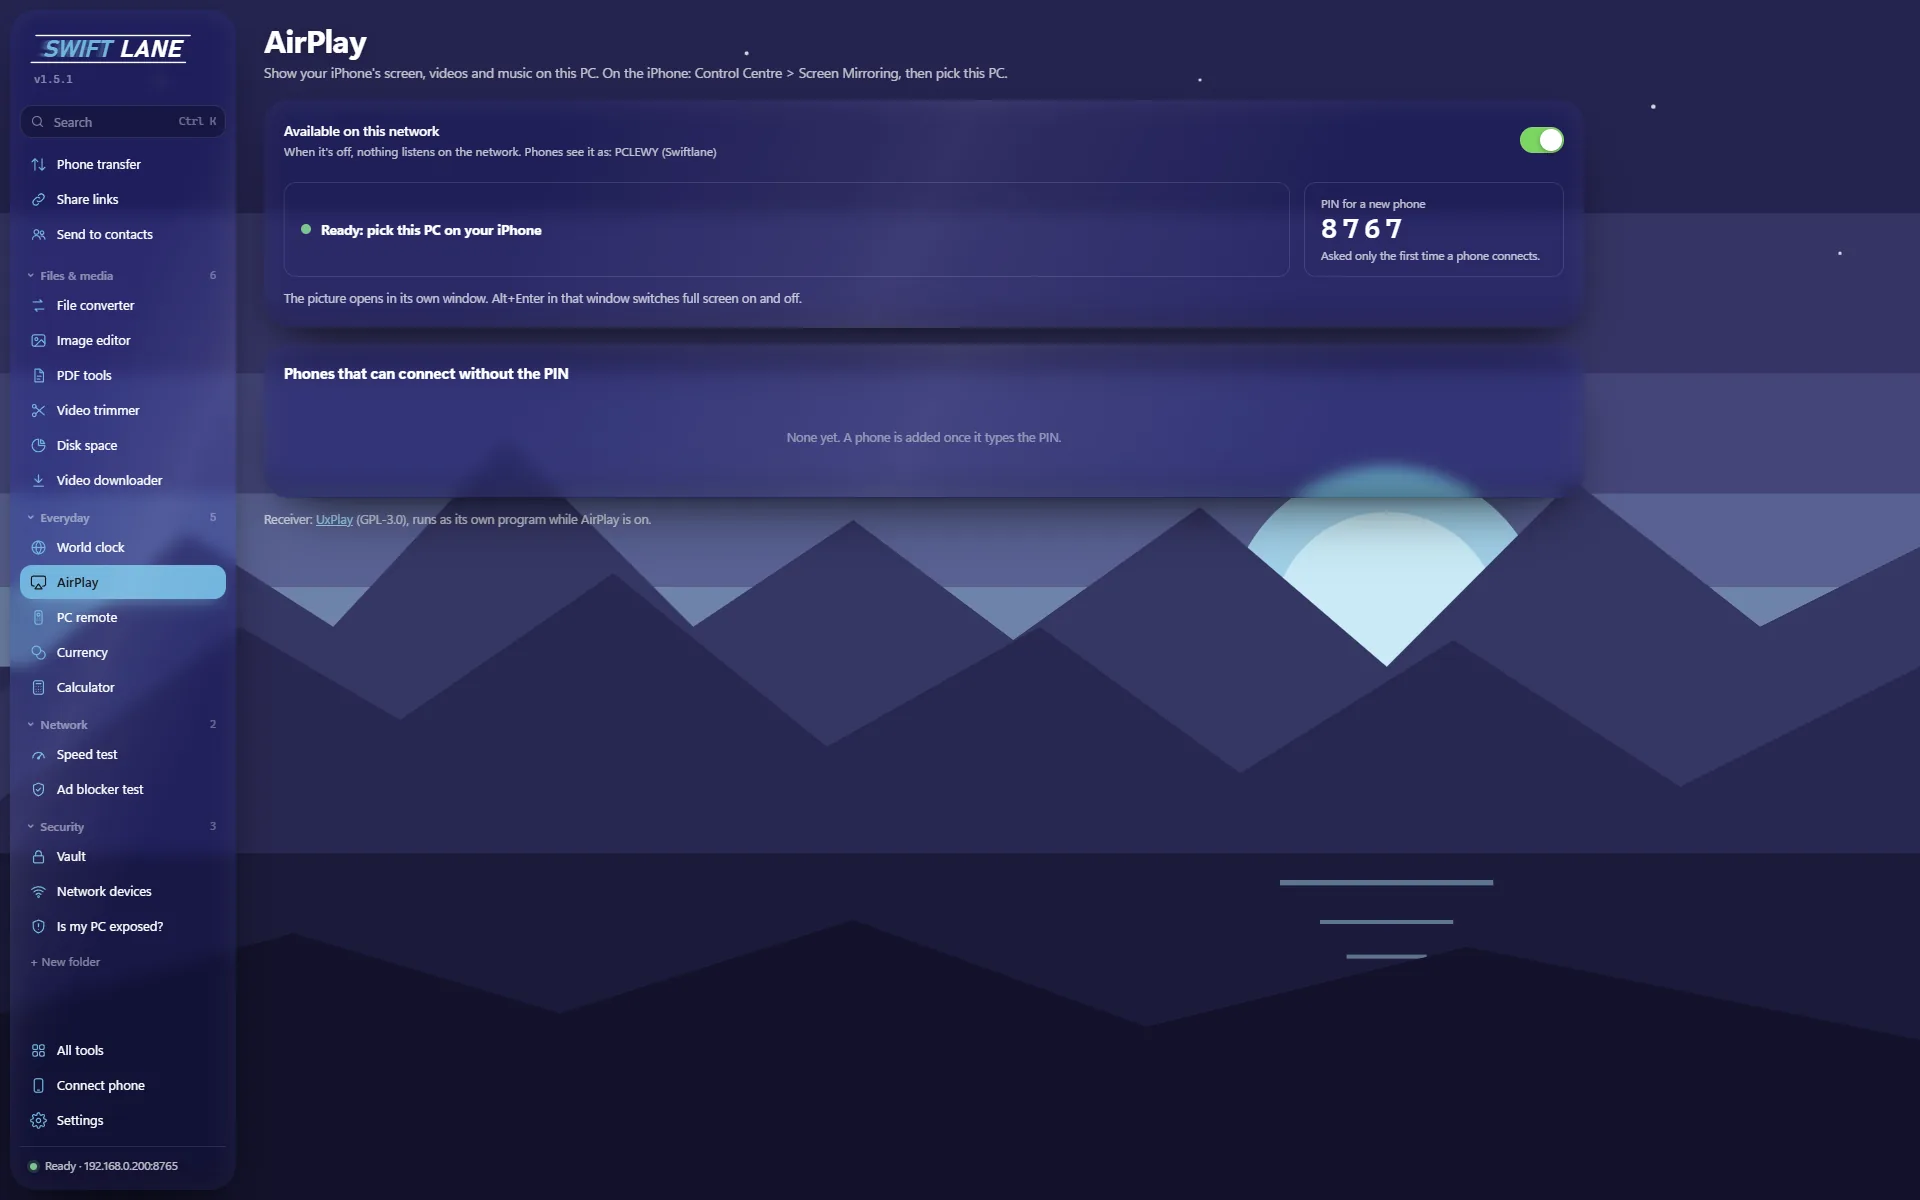 SWIFT LANE
v1.5.1
Search Ctrl K
Phone transfer
Share links
Send to contacts
Files & media 6
File converter
Image editor
PDF tools
Video trimmer
Disk space
Video downloader
Everyday 5
World clock
AirPlay
PC remote
Currency
Calculator
Network 2
Speed test
Ad blocker test
Security 3
Vault
Network devices
Is my PC exposed?
+ New folder
All tools
Connect phone
Settings
Ready · 192.168.0.200:8765
AirPlay
Show your iPhone's screen, videos and music on this PC. On the iPhone: Control Centre > Screen Mirroring, then pick this PC.
Available on this network
When it's off, nothing listens on the network. Phones see it as: PCLEWY (Swiftlane)
Ready: pick this PC on your iPhone
PIN for a new phone
8767
Asked only the first time a phone connects.
The picture opens in its own window. Alt+Enter in that window switches full screen on and off.
Phones that can connect without the PIN
None yet. A phone is added once it types the PIN.
Receiver: UxPlay (GPL-3.0), runs as its own program while AirPlay is on.